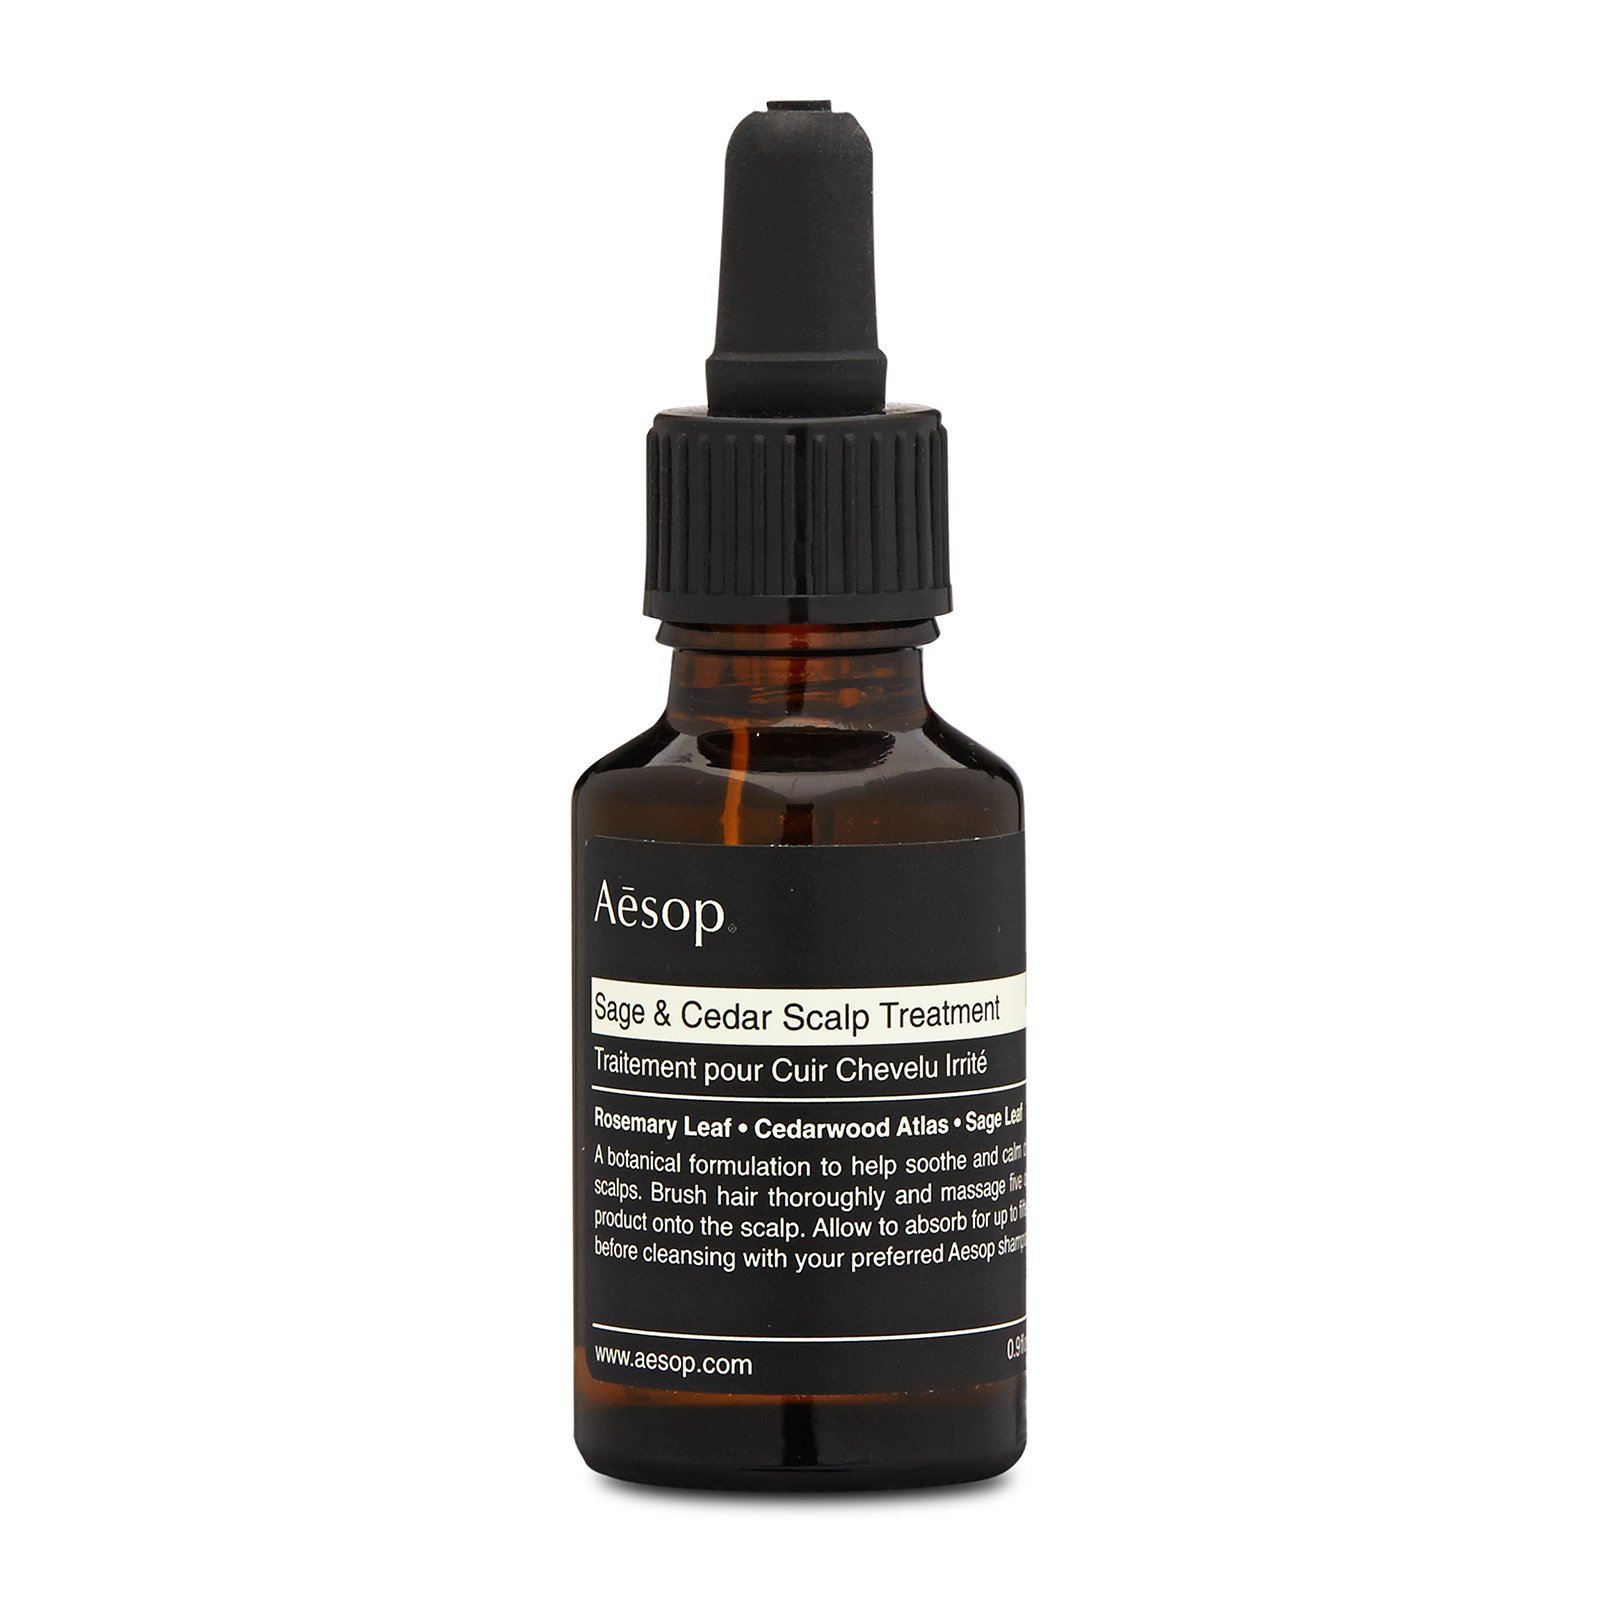 Aēsop®
Sage & Cedar Scalp Treatment
Traitement pour Cuir Chevelu Irrité
Rosemary Leaf • Cedarwood Atlas • Sage Leaf
A botanical formulation to help soothe and calm
scalps. Brush hair thoroughly and massage five
product onto the scalp. Allow to absorb for up to
before cleansing with your preferred Aesop
www.aesop.com